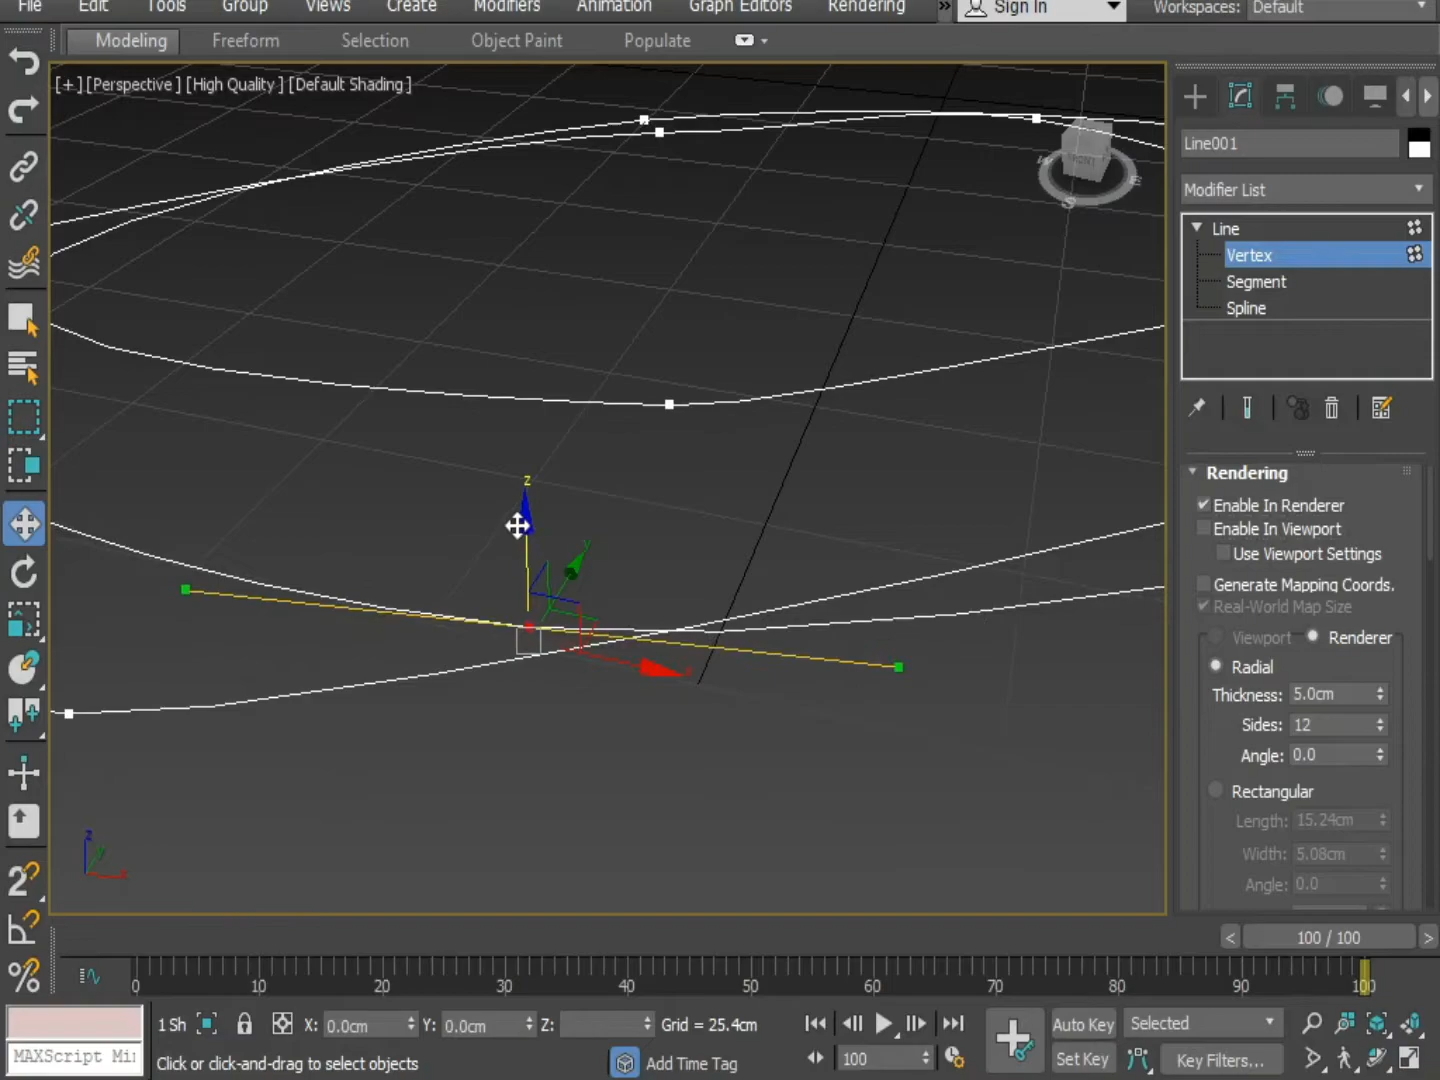 File Edit Tools Group Views Create Modifiers Animation Graph Editors Rendering » Sign In Workspaces: Default
Modeling Freeform Selection Object Paint Populate
[+] [Perspective ] [High Quality ] [Default Shading ]
FRONT
E
S
Line001
Modifier List
Line
Vertex
Segment
Spline
Rendering
Enable In Renderer
Enable In Viewport
Use Viewport Settings
Generate Mapping Coords.
Real-World Map Size
Viewport Renderer
Radial
Thickness: 5.0cm
Sides: 12
Angle: 0.0
Rectangular
Length: 15.24cm
Width: 5.08cm
Angle: 0.0
z
y
x
z
y
x
2
%
< 100 / 100 >
0 10 20 30 40 50 60 70 80 90 100
1 Sh X: 0.0cm Y: 0.0cm Z: Grid = 25.4cm Auto Key Selected
MAXScript Mi
Click or click-and-drag to select objects Add Time Tag 100 Set Key Key Filters...